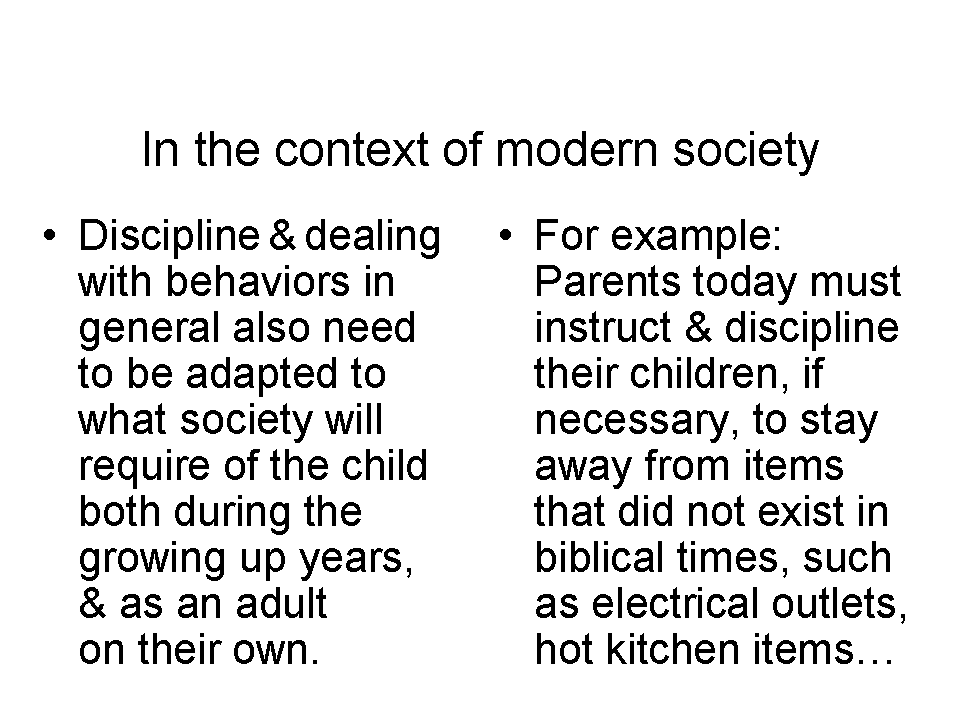 In the context of modern society
• Discipline & dealing
with behaviors in
general also need
to be adapted to
what society will
require of the child
both during the
growing up years,
& as an adult
on their own.
• For example:
Parents today must
instruct & discipline
their children, if
necessary, to stay
away from items
that did not exist in
biblical times, such
as electrical outlets,
hot kitchen items…